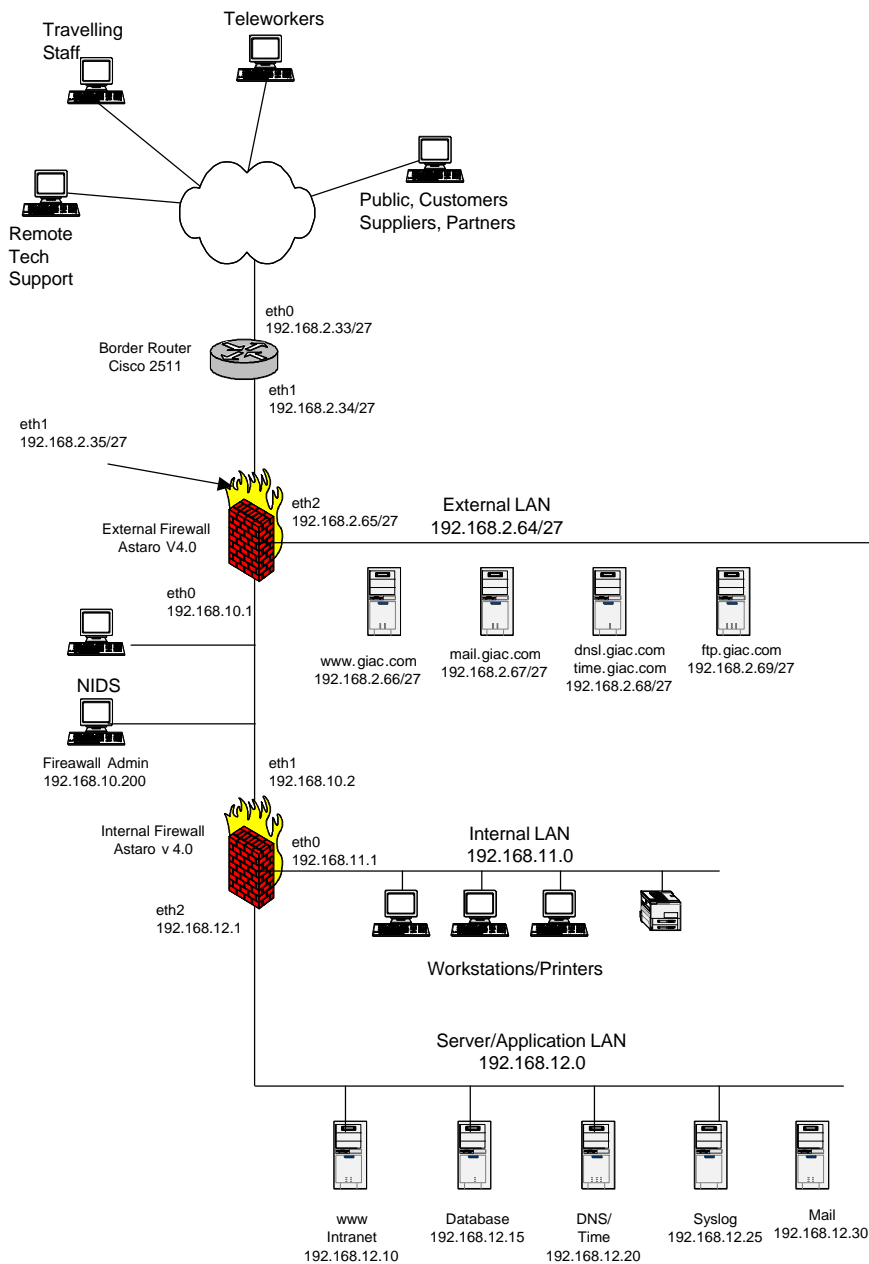 Teleworkers
Travelling
Staff
Public, Customers
Suppliers, Partners
Remote
Tech
Support
eth0
192.168.2.33/27
Border Router
Cisco 2511
eth1
192.168.2.34/27
eth1
192.168.2.35/27
eth2
192.168.2.65/27
External LAN
192.168.2.64/27
External Firewall
Astaro V4.0
eth0
192.168.10.1
www.giac.com
192.168.2.66/27
mail.giac.com
192.168.2.67/27
dnsl.giac.com
time.giac.com
192.168.2.68/27
ftp.giac.com
192.168.2.69/27
NIDS
Fireawall Admin
192.168.10.200
eth1
192.168.10.2
Internal Firewall
Astaro v 4.0
eth0
192.168.11.1
Internal LAN
192.168.11.0
eth2
192.168.12.1
Workstations/Printers
Server/Application LAN
192.168.12.0
www
Intranet
192.168.12.10
Database
192.168.12.15
DNS/
Time
192.168.12.20
Syslog
192.168.12.25
Mail
192.168.12.30